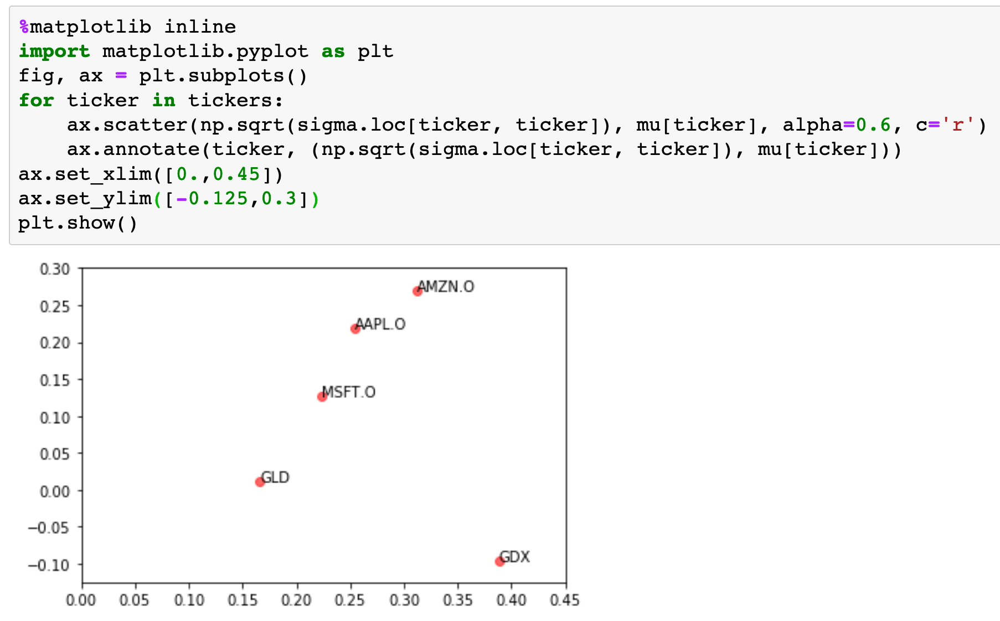 %matplotlib inline
import matplotlib.pyplot as plt
fig, ax = plt.subplots()
for ticker in tickers:
    ax.scatter(np.sqrt(sigma.loc[ticker, ticker]), mu[ticker], alpha=0.6, c='r')
    ax.annotate(ticker, (np.sqrt(sigma.loc[ticker, ticker]), mu[ticker]))
ax.set_xlim([0.,0.45])
ax.set_ylim([-0.125,0.3])
plt.show()
0.30
AMZN.O
0.25
AAPL.O
0.20
0.15
MSFT.O
0.10
0.05
GLD
0.00
−0.05
GDX
−0.10
0.00 0.05 0.10 0.15 0.20 0.25 0.30 0.35 0.40 0.45